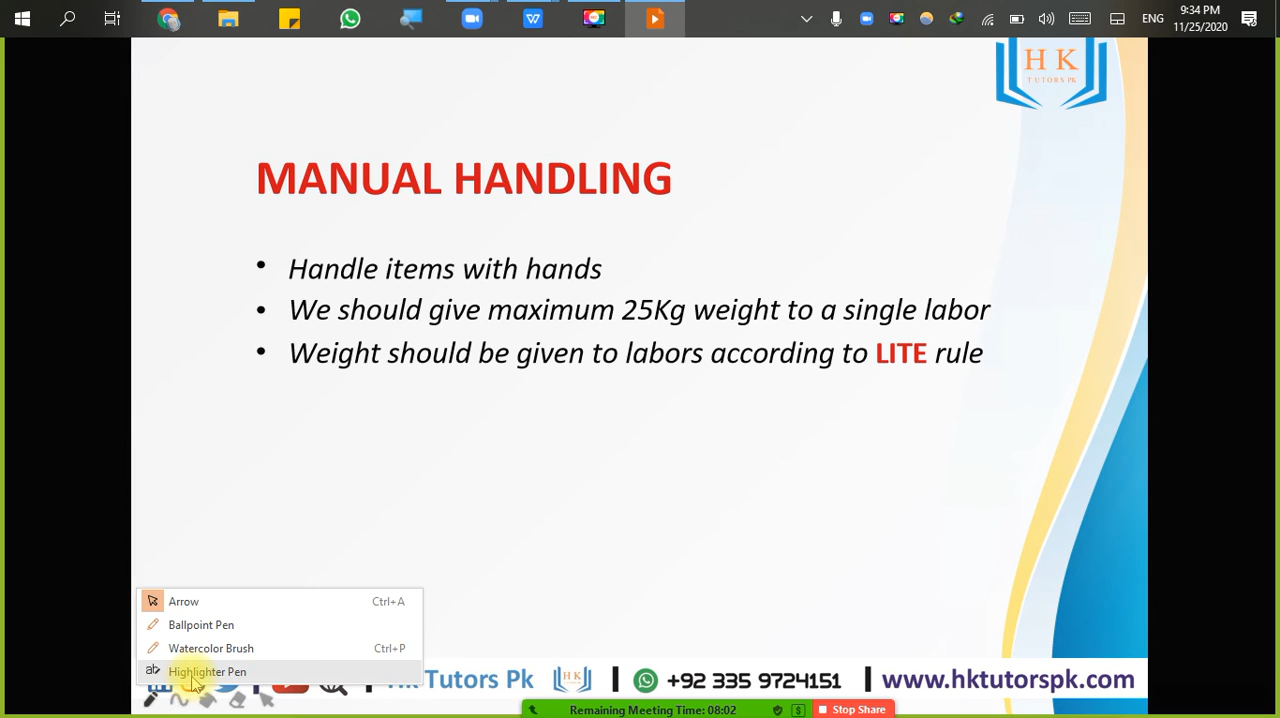 ENG
9:34 PM
11/25/2020
H K
TUTORS PK
MANUAL HANDLING
• Handle items with hands
• We should give maximum 25Kg weight to a single labor
• Weight should be given to labors according to LITE rule
Arrow Ctrl+A
Ballpoint Pen
Watercolor Brush Ctrl+P
Highlighter Pen
Tutors Pk
+92 335 9724151
www.hktutorspk.com
Remaining Meeting Time: 08:02
Stop Share